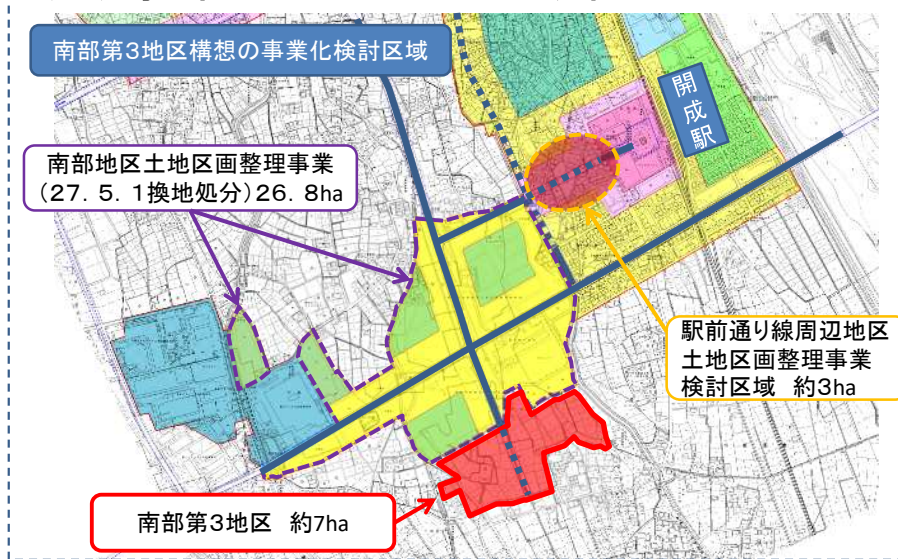 南部第3地区構想の事業化検討区域
開成駅
南部地区土地区画整理事業
(27.5.1換地処分)26.8ha
駅前通り線周辺地区
土地区画整理事業
検討区域 約3ha
南部第3地区 約7ha